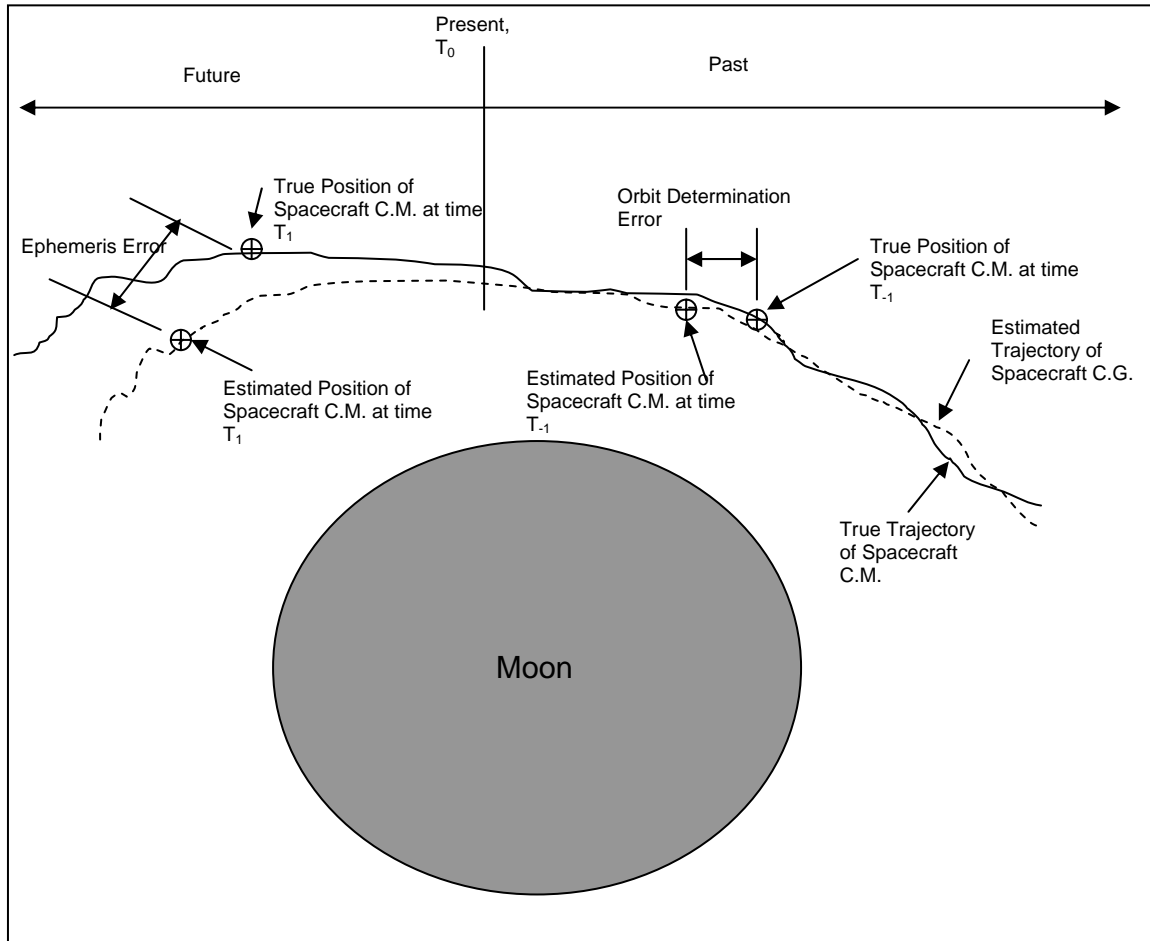 Present,
T₀
Future
Past
True Position of
Spacecraft C.M. at time
T₁
Orbit Determination
Error
Ephemeris Error
True Position of
Spacecraft C.M. at time
T₋₁
Estimated
Trajectory of
Spacecraft C.G.
Estimated Position of
Spacecraft C.M. at time
T₁
Estimated Position of
Spacecraft C.M. at time
T₋₁
True Trajectory
of Spacecraft
C.M.
Moon